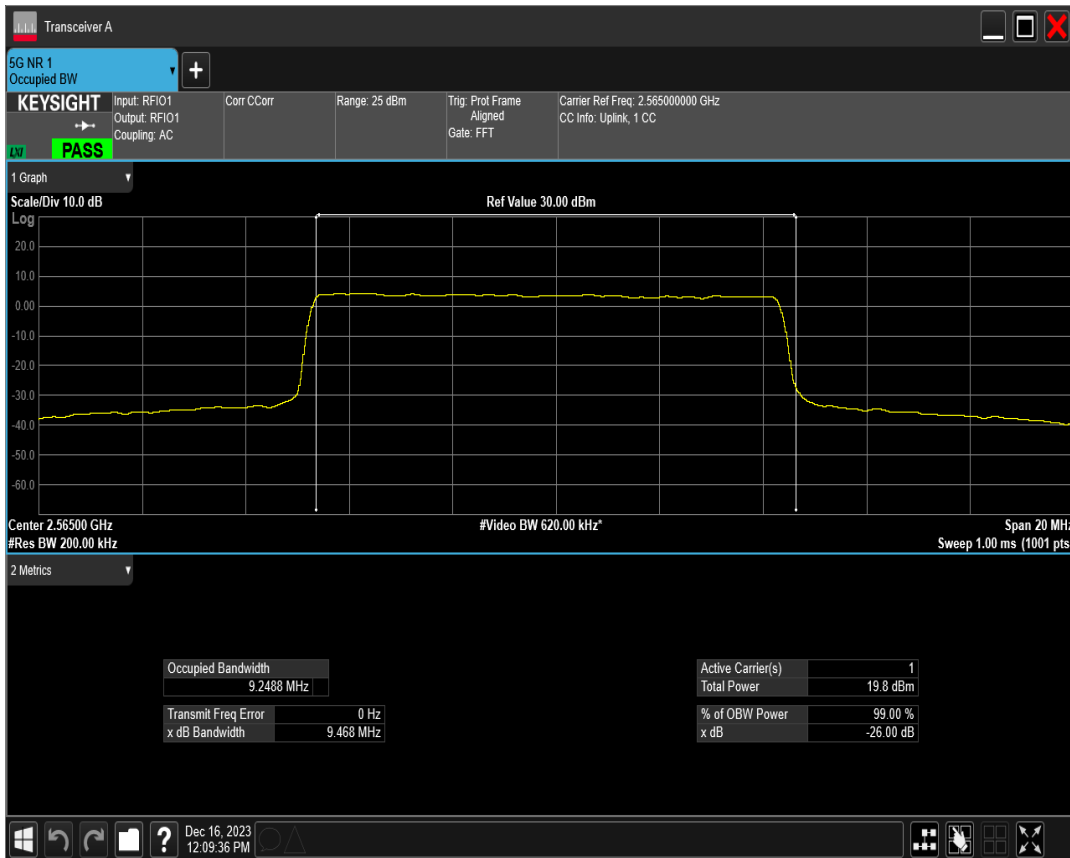 Transceiver A
5G NR 1
Occupied BW
KEYSIGHT
Input: RFIO1
Output: RFIO1
Coupling: AC
Corr CCorr
Range: 25 dBm
Trig: Prot Frame
Aligned
Gate: FFT
Carrier Ref Freq: 2.565000000 GHz
CC Info: Uplink, 1 CC
LXI
PASS
1 Graph
Scale/Div 10.0 dB
Ref Value 30.00 dBm
Log
20.0
10.0
0.00
-10.0
-20.0
-30.0
-40.0
-50.0
-60.0
Center 2.56500 GHz
#Video BW 620.00 kHz*
Span 20 MHz
#Res BW 200.00 kHz
Sweep 1.00 ms (1001 pts
2 Metrics
Occupied Bandwidth
9.2488 MHz
Transmit Freq Error 0 Hz
x dB Bandwidth 9.468 MHz
Active Carrier(s) 1
Total Power 19.8 dBm
% of OBW Power 99.00 %
x dB -26.00 dB
?
Dec 16, 2023
12:09:36 PM